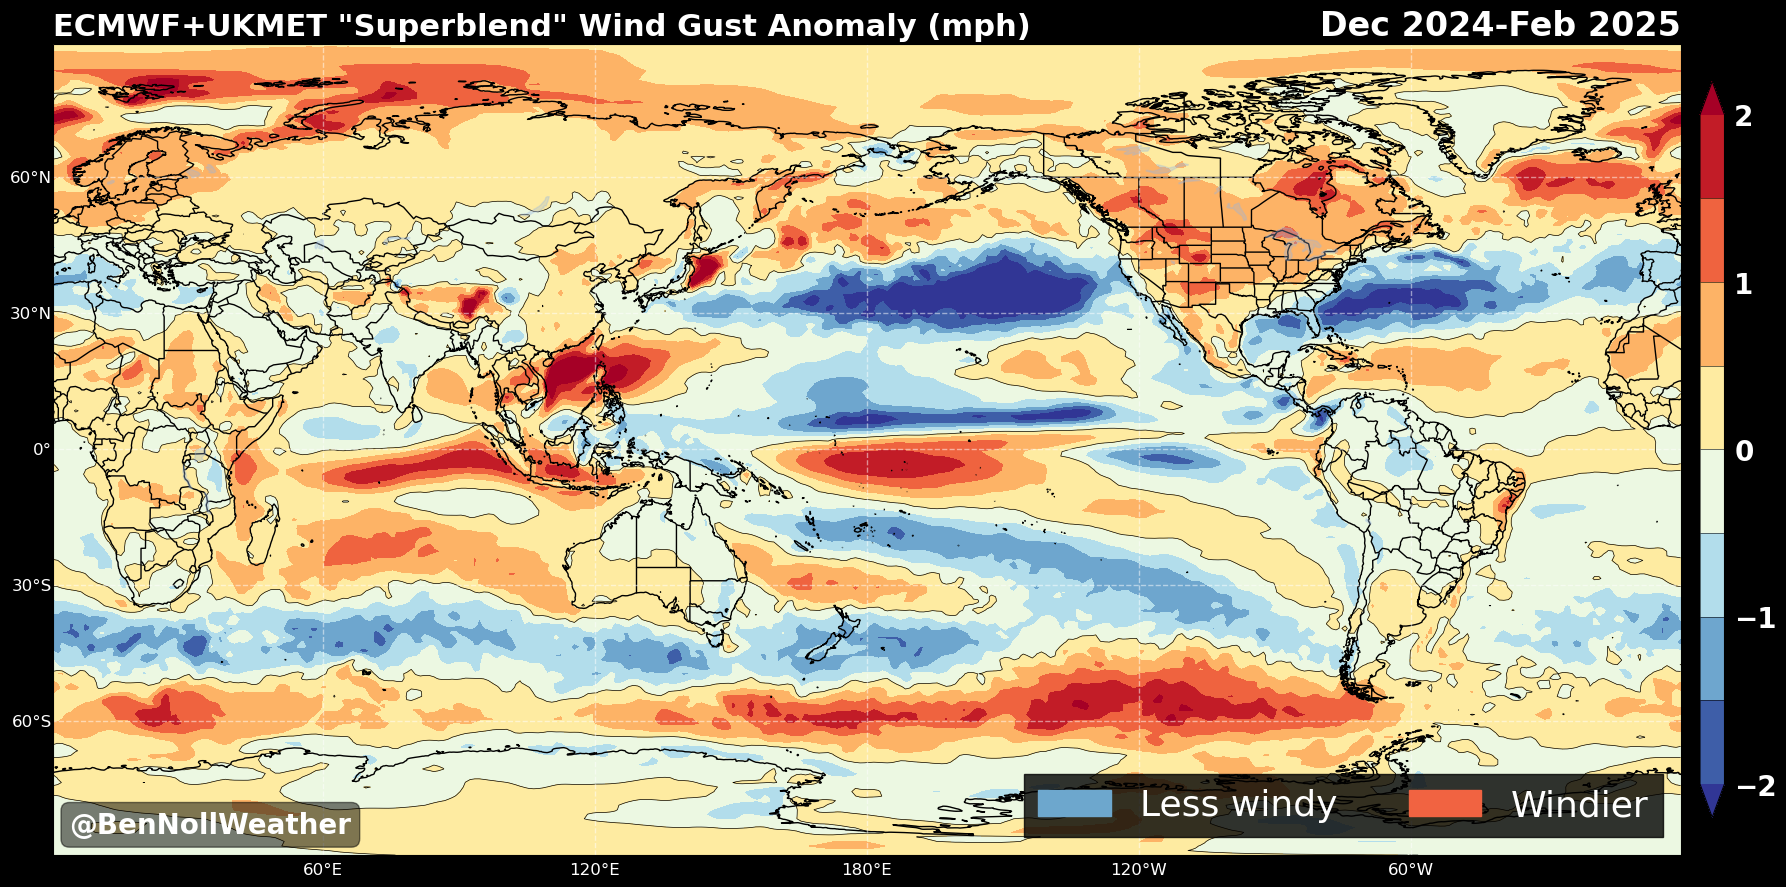 ECMWF+UKMET "Superblend" Wind Gust Anomaly (mph)
Dec 2024-Feb 2025
60°N
30°N
0°
30°S
60°S
60°E
120°E
180°E
120°W
60°W
2
1
0
−1
−2
Less windy
Windier
@BenNollWeather